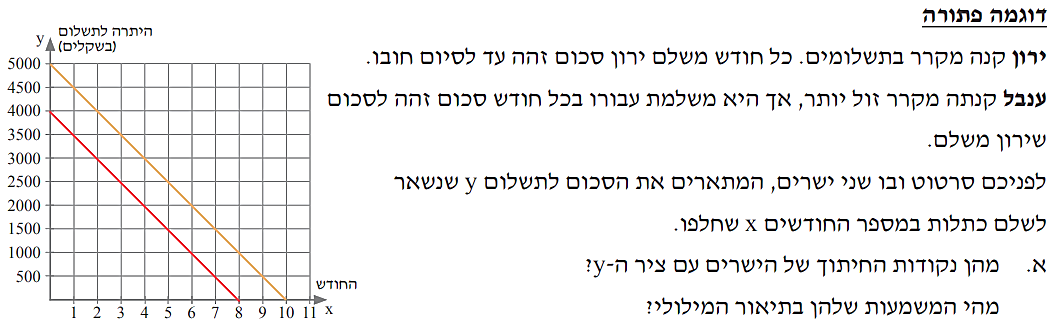 דוגמה פתורה
ירון קנה מקרר בתשלומים. כל חודש משלם ירון סכום זהה עד לסיום חובו.
ענבל קנתה מקרר זול יותר, אך היא משלמת עבורו בכל חודש סכום זהה לסכום
שירון משלם.
לפניכם סרטוט ובו שני ישרים, המתארים את הסכום לתשלום y שנשאר
לשלם כתלות במספר החודשים x שחלפו.
א. מהן נקודות החיתוך של הישרים עם ציר ה-y?
מהי המשמעות שלהן בתיאור המילולי?
היתרה לתשלום
(בשקלים)
y
5000
4500
4000
3500
3000
2500
2000
1500
1000
500
החודש
1 2 3 4 5 6 7 8 9 10 11 x